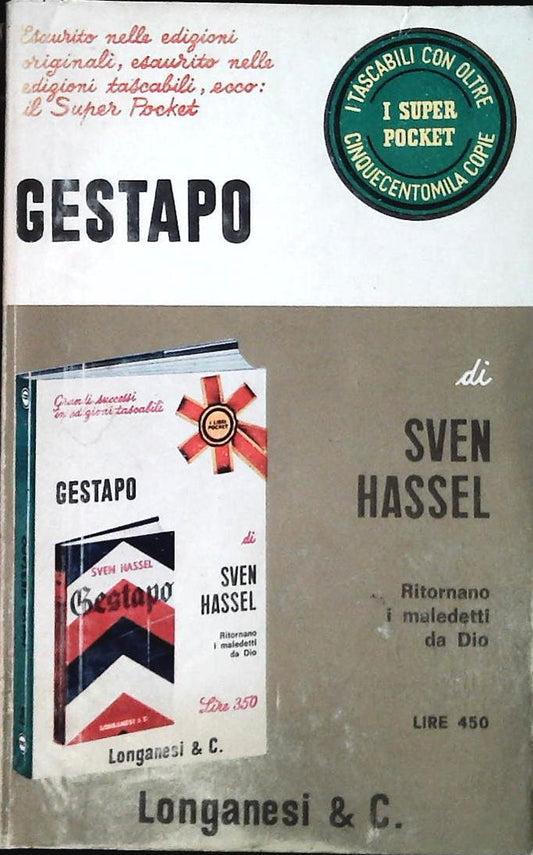 Esaurito nelle edizioni
originali, esaurito nelle
edizioni tascabili, ecco:
il Super Pocket
I TASCABILI CON OLTRE
I SUPER
POCKET
CINQUECENTOMILA COPIE
GESTAPO
di
SVEN
HASSEL
Ritornano
i maledetti
da Dio
LIRE 450
Grandi successi
in edizioni tascabili
I LIBRI
POCKET
GESTAPO
di
SVEN
HASSEL
Ritornano
i maledetti
da Dio
Lire 350
SVEN HASSEL
Gestapo
LONGANESI & C.
Longanesi & C.
Longanesi & C.